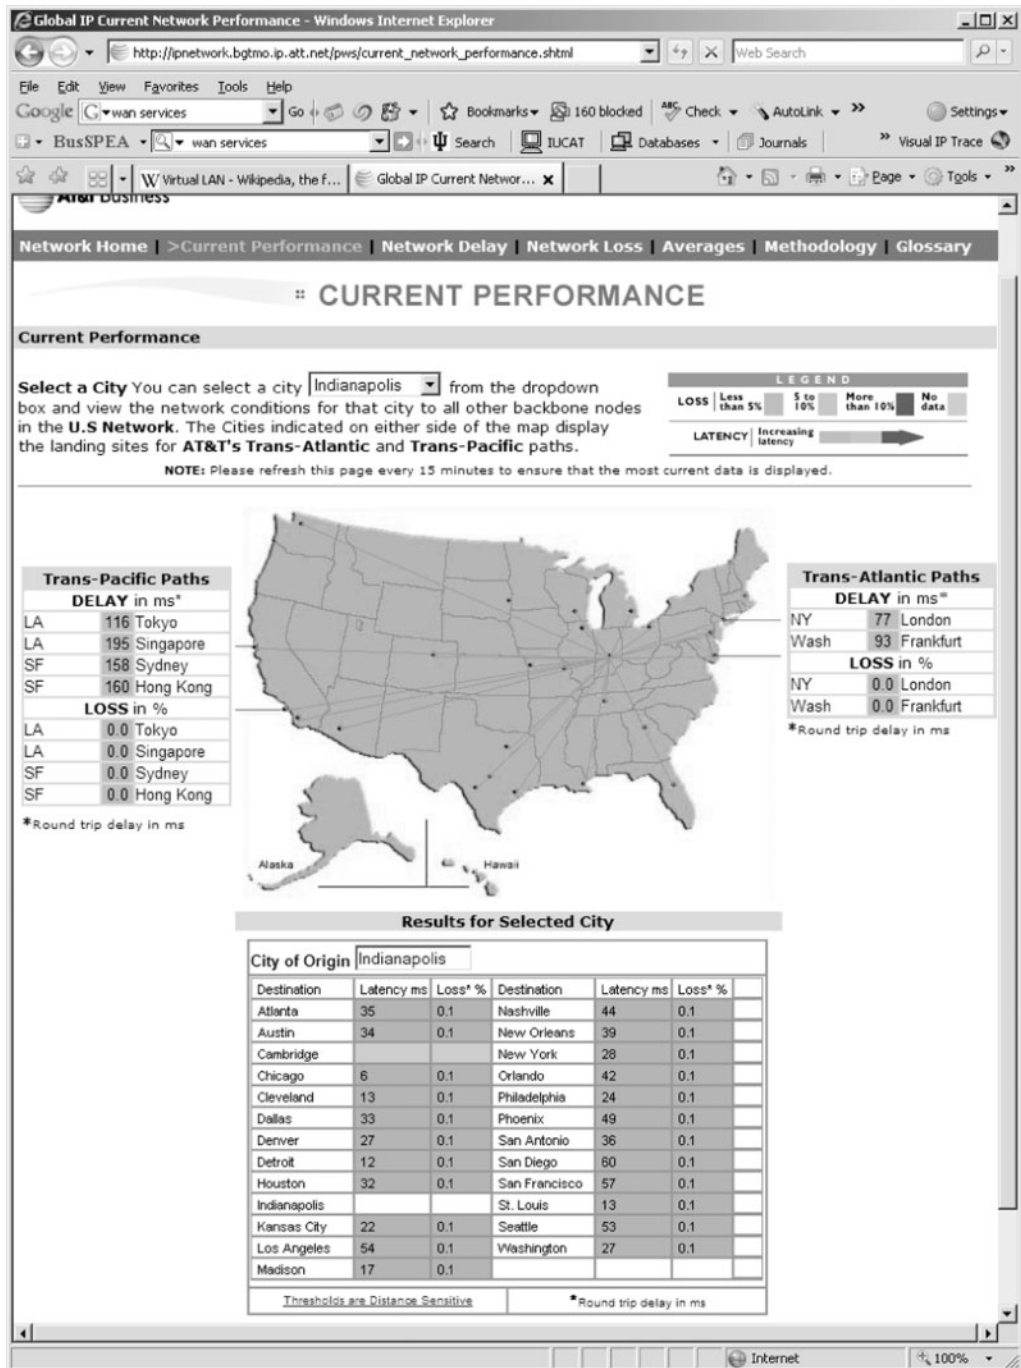 Global IP Current Network Performance - Windows Internet Explorer
http://ipnetwork.bgtmo.ip.att.net/pws/current_network_performance.shtml Web Search
File Edit View Favorites Tools Help
Google G wan services Go Bookmarks 160 blocked ABC Check AutoLink >> Settings
BusSPEA wan services Search IUCAT Databases Journals >> Visual IP Trace
W Virtual LAN - Wikipedia, the f... Global IP Current Networ... x Page Tools >>
AT&T Business
Network Home | >Current Performance | Network Delay | Network Loss | Averages | Methodology | Glossary
CURRENT PERFORMANCE
Current Performance
Select a City You can select a city Indianapolis from the dropdown
box and view the network conditions for that city to all other backbone nodes
in the U.S Network. The Cities indicated on either side of the map display
the landing sites for AT&T's Trans-Atlantic and Trans-Pacific paths.
LEGEND
LOSS Less than 5% 5 to 10% More than 10% No data
LATENCY Increasing latency
NOTE: Please refresh this page every 15 minutes to ensure that the most current data is displayed.
Trans-Pacific Paths
DELAY in ms*
LA 116 Tokyo
LA 195 Singapore
SF 158 Sydney
SF 160 Hong Kong
LOSS in %
LA 0.0 Tokyo
LA 0.0 Singapore
SF 0.0 Sydney
SF 0.0 Hong Kong
*Round trip delay in ms
Alaska
Hawaii
Trans-Atlantic Paths
DELAY in ms*
NY 77 London
Wash 93 Frankfurt
LOSS in %
NY 0.0 London
Wash 0.0 Frankfurt
*Round trip delay in ms
Results for Selected City
City of Origin Indianapolis
Destination Latency ms Loss* % Destination Latency ms Loss* %
Atlanta 35 0.1 Nashville 44 0.1
Austin 34 0.1 New Orleans 39 0.1
Cambridge New York 28 0.1
Chicago 6 0.1 Orlando 42 0.1
Cleveland 13 0.1 Philadelphia 24 0.1
Dallas 33 0.1 Phoenix 49 0.1
Denver 27 0.1 San Antonio 36 0.1
Detroit 12 0.1 San Diego 60 0.1
Houston 32 0.1 San Francisco 57 0.1
Indianapolis St. Louis 13 0.1
Kansas City 22 0.1 Seattle 53 0.1
Los Angeles 54 0.1 Washington 27 0.1
Madison 17 0.1
Thresholds are Distance Sensitive *Round trip delay in ms
Internet 100%